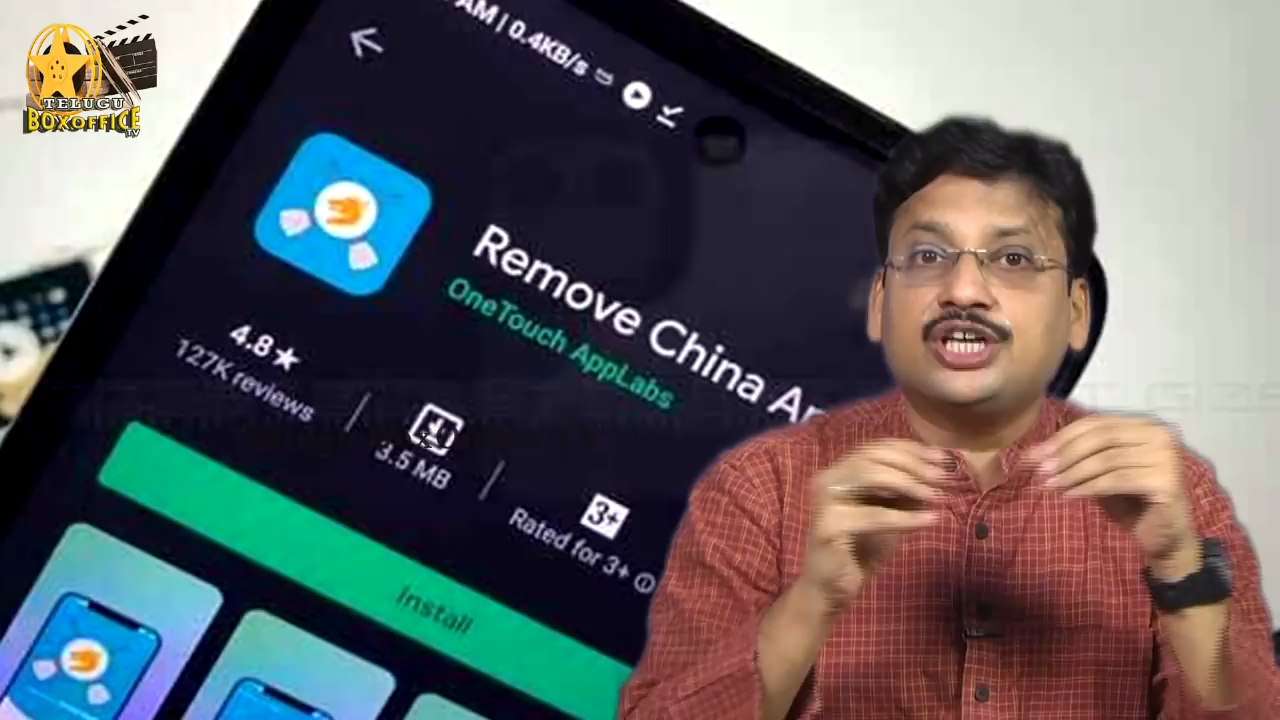 TELUGU
BOXOFFICE
TV
AM | 0.4KB/s
Remove China Ap
OneTouch AppLabs
4.8★
127K reviews
3.5 MB
3+
Rated for 3+
Install